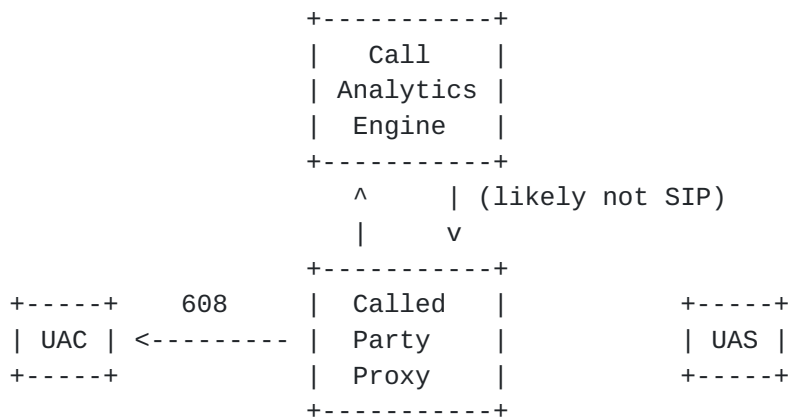 +-----------+
|   Call    |
| Analytics |
|  Engine   |
+-----------+
^     | (likely not SIP)
|     v
+-----------+
+-----+    608     |  Called   |            +-----+
| UAC | <--------- |  Party    |            | UAS |
+-----+            |  Proxy    |            +-----+
+-----------+